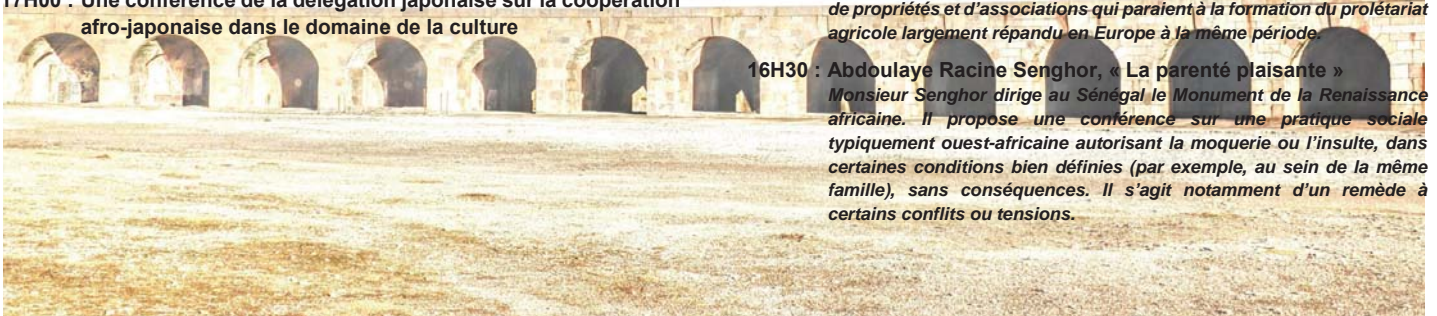 17H00 : Une conférence de la délégation japonaise sur la coopération
afro-japonaise dans le domaine de la culture
de propriétés et d’associations qui paraient à la formation du prolétariat
agricole largement répandu en Europe à la même période.
16H30 : Abdoulaye Racine Senghor, « La parenté plaisante »
Monsieur Senghor dirige au Sénégal le Monument de la Renaissance
africaine. Il propose une conférence sur une pratique sociale
typiquement ouest-africaine autorisant la moquerie ou l’insulte, dans
certaines conditions bien définies (par exemple, au sein de la même
famille), sans conséquences. Il s’agit notamment d’un remède à
certains conflits ou tensions.